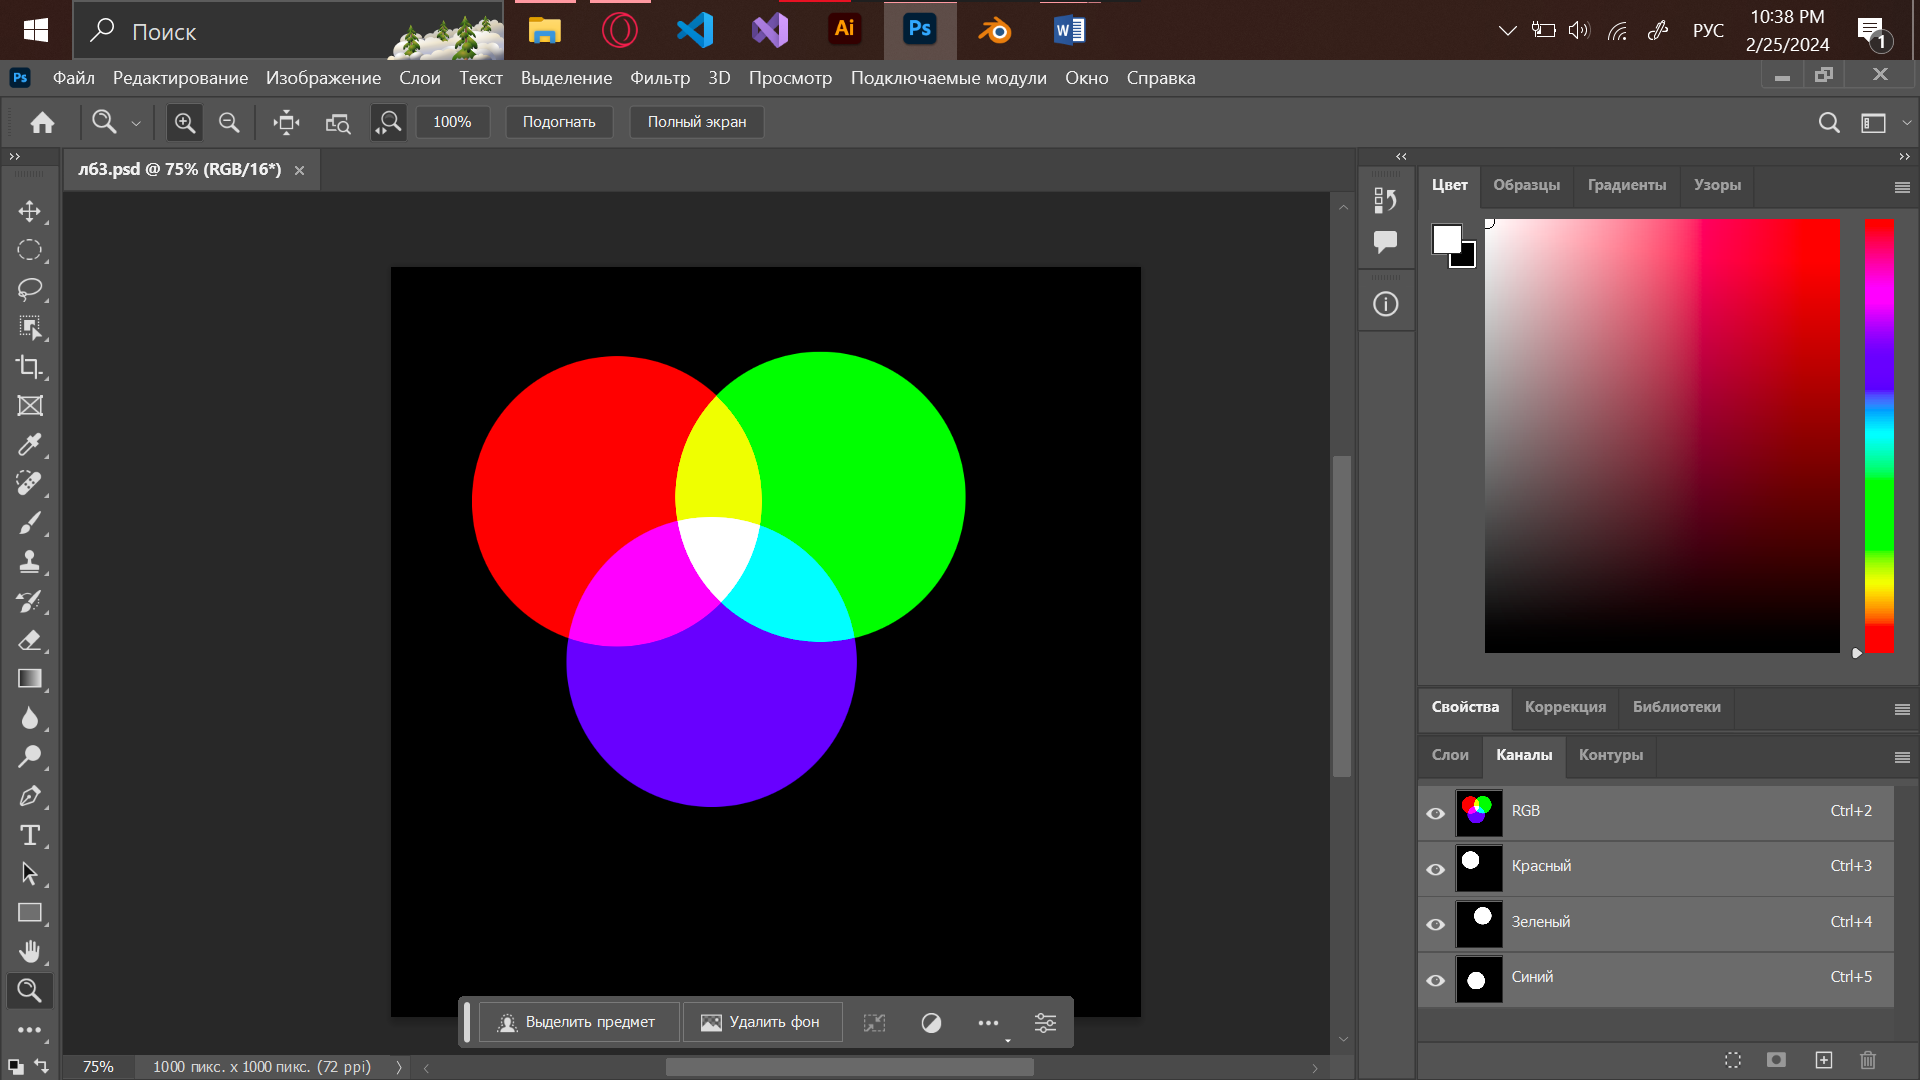 Поиск
Ai
Ps
РУС
10:38 PM
2/25/2024
1
Ps
Файл Редактирование Изображение Слои Текст Выделение Фильтр 3D Просмотр Подключаемые модули Окно Справка
100% Подогнать Полный экран
лб3.psd @ 75% (RGB/16*)
Цвет Образцы Градиенты Узоры
Свойства Коррекция Библиотеки
Слои Каналы Контуры
RGB Ctrl+2
Красный Ctrl+3
Зеленый Ctrl+4
Синий Ctrl+5
Выделить предмет Удалить фон
75% 1000 пикс. x 1000 пикс. (72 ppi)